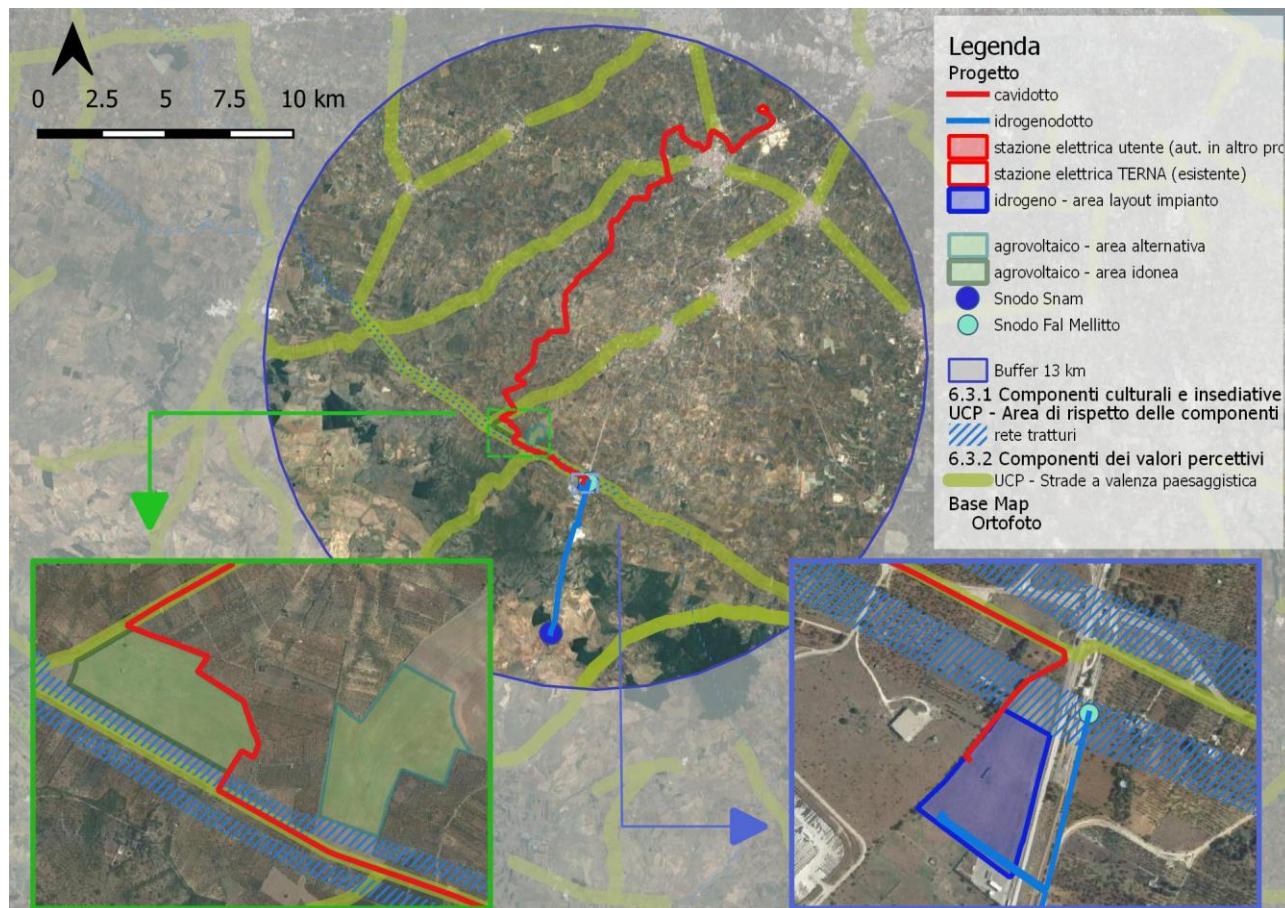 0 2.5 5 7.5 10 km
Legenda
Progetto
cavidotto
idrogenodotto
stazione elettrica utente (aut. in altro pro
stazione elettrica TERNA (esistente)
idrogeno - area layout impianto
agrovoltaico - area alternativa
agrovoltaico - area idonea
Snodo Snam
Snodo Fal Mellitto
Buffer 13 km
6.3.1 Componenti culturali e insediative
UCP - Area di rispetto delle componenti
rete tratturi
6.3.2 Componenti dei valori percettivi
UCP - Strade a valenza paesaggistica
Base Map
Ortofoto